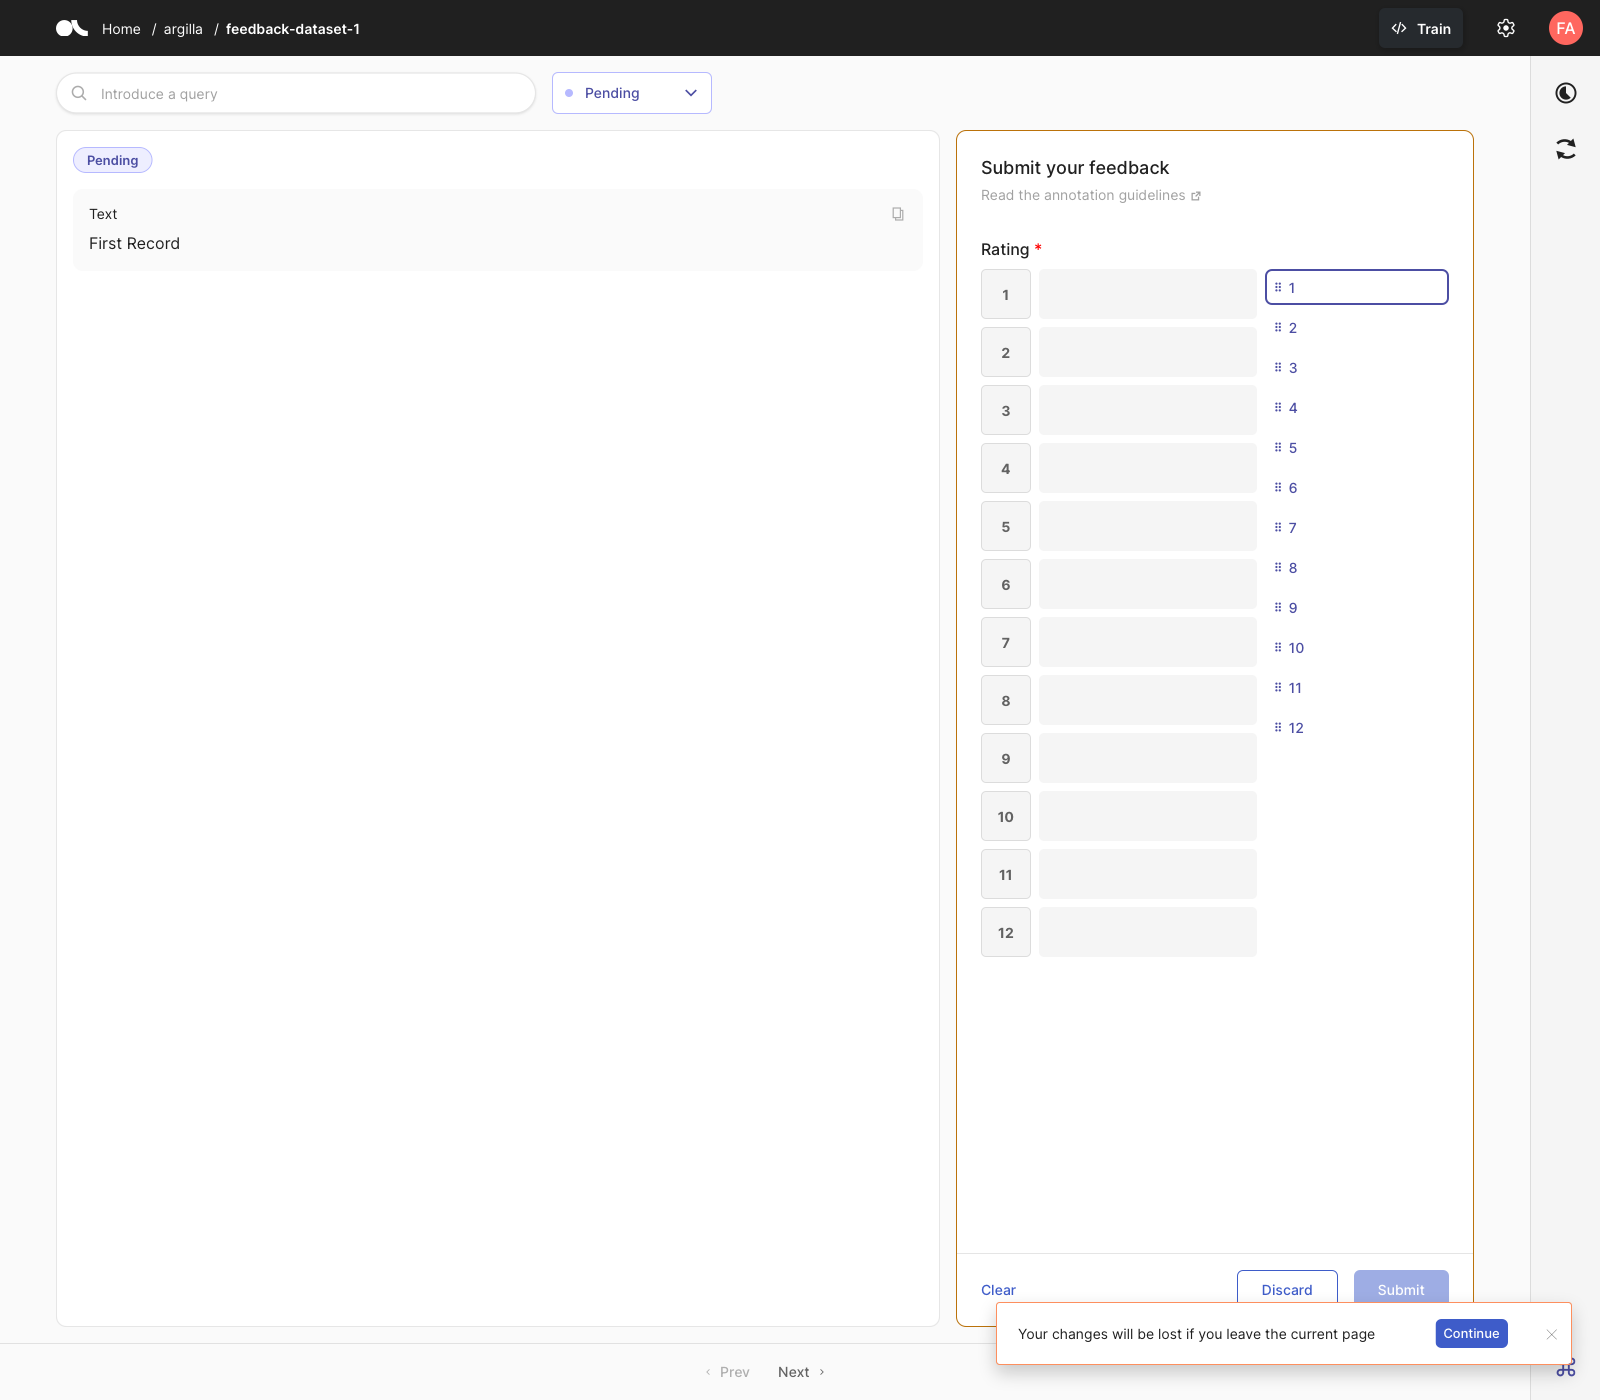 Home / argilla / feedback-dataset-1
Train
FA
Introduce a query
Pending
Pending
Text
First Record
Submit your feedback
Read the annotation guidelines
Rating *
1
2
3
4
5
6
7
8
9
10
11
12
1
2
3
4
5
6
7
8
9
10
11
12
Clear
Discard
Submit
Your changes will be lost if you leave the current page
Continue
Prev
Next